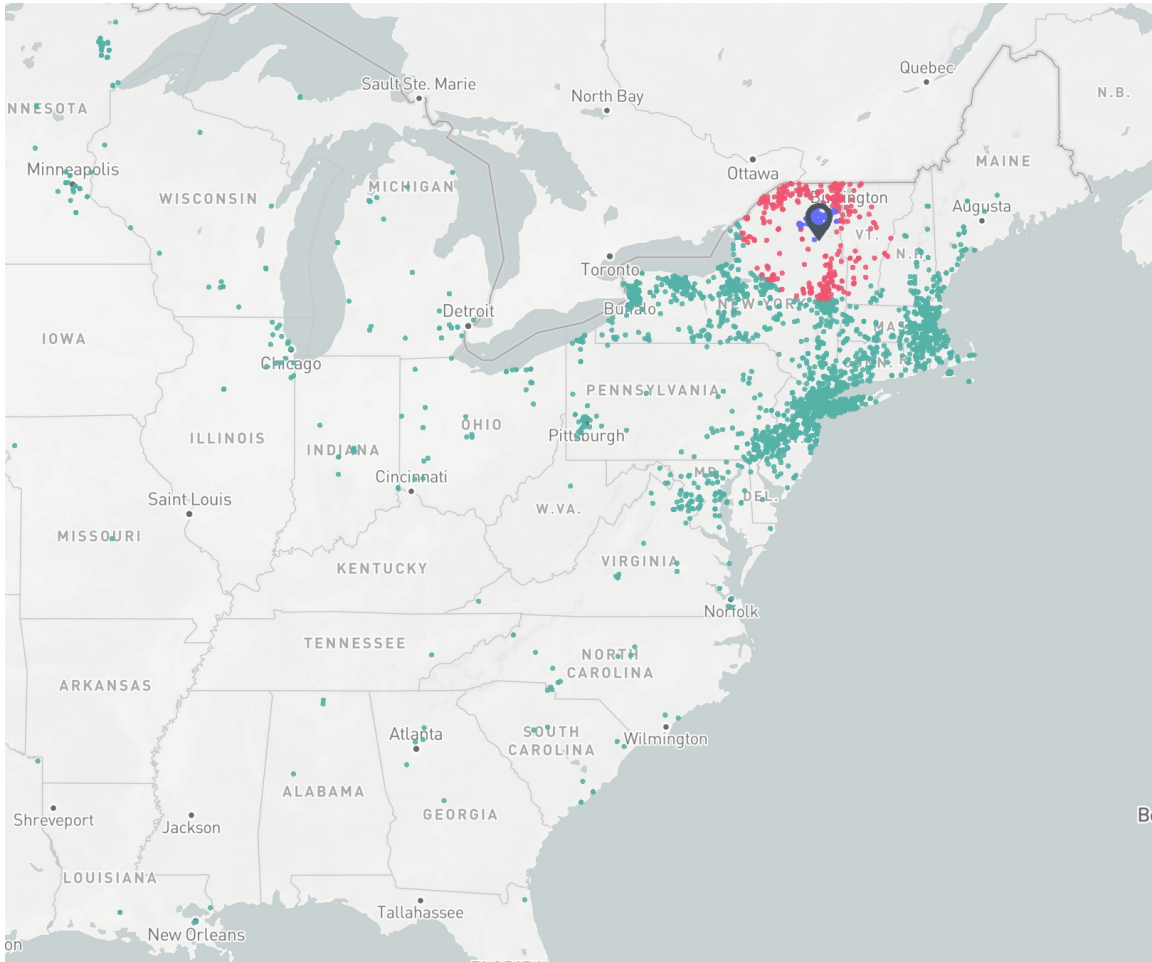 Quebec
Sault Ste. Marie
North Bay
N.B.
NNESOTA
Ottawa
MAINE
Minneapolis
MICHIGAN
WISCONSIN
Augusta
VT.
N.H.
Toronto
NEW YORK
Buffalo
Detroit
MA
IOWA
Chicago
N.
R
PENNSYLVANIA
OHIO
Pittsburgh
ILLINOIS
INDIANA
MD.
Cincinnati
DEL.
Saint Louis
W.VA.
MISSOURI
VIRGINIA
KENTUCKY
Norfolk
TENNESSEE
NORTH
CAROLINA
ARKANSAS
Atlanta
SOUTH
CAROLINA
Wilmington
ALABAMA
GEORGIA
Shreveport
Jackson
LOUISIANA
Tallahassee
New Orleans
on